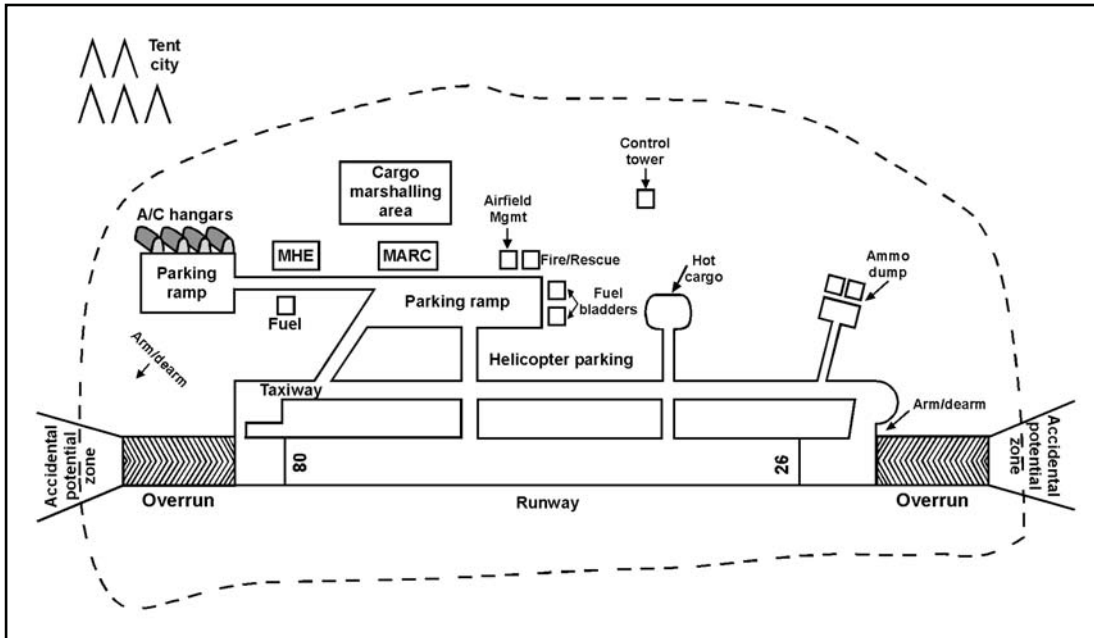 Tent
city
Control
tower
Cargo
marshalling
area
Airfield
Mgmt
A/C hangars
MHE
MARC
Fire/Rescue
Hot
cargo
Ammo
dump
Parking
ramp
Parking ramp
Fuel
bladders
Fuel
Arm/dearm
Helicopter parking
Taxiway
Arm/dearm
Accidental
potential
zone
08
26
Accidental
potential
zone
Overrun
Runway
Overrun